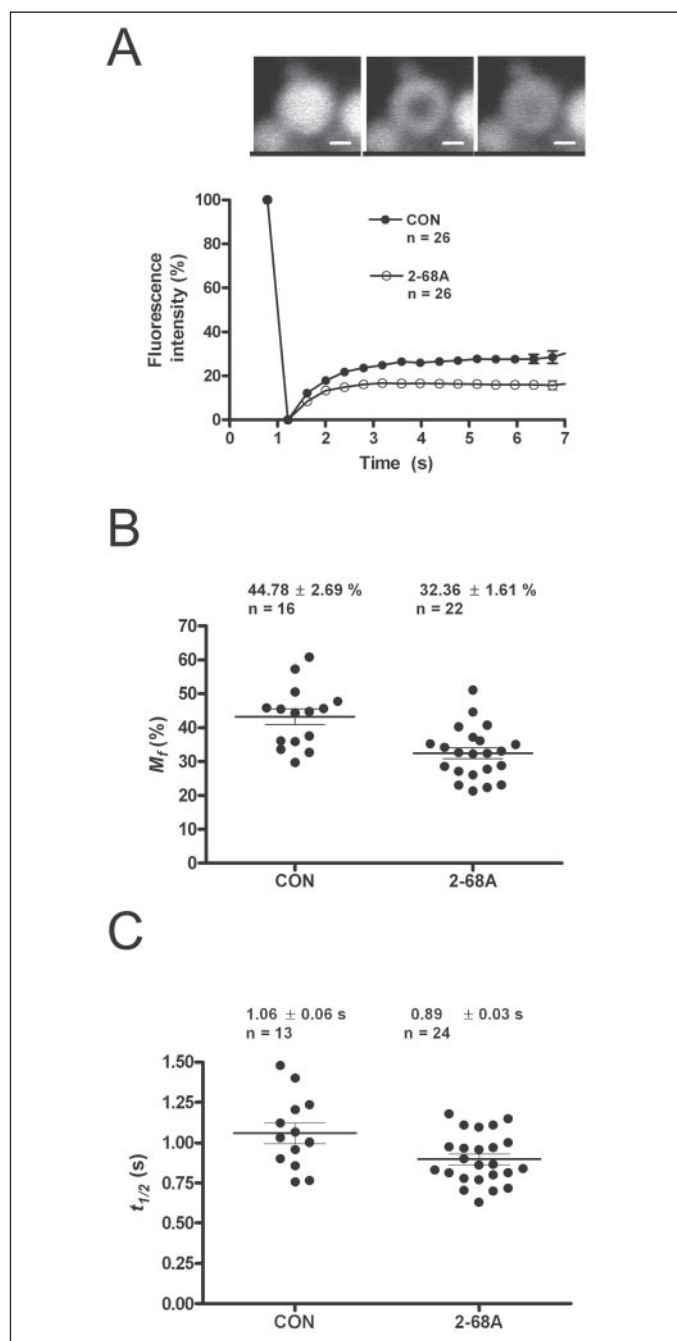 A
100
80
60
40
20
0
Fluorescence
intensity (%)
CON
n = 26
2-68A
n = 26
0 1 2 3 4 5 6 7
Time (s)
B
44.78 ± 2.69 %
n = 16
32.36 ± 1.61 %
n = 22
70
60
50
40
30
20
10
0
Mf (%)
CON
2-68A
C
1.06 ± 0.06 s
n = 13
0.89 ± 0.03 s
n = 24
1.50
1.25
1.00
0.75
0.50
0.25
0.00
t1/2 (s)
CON
2-68A